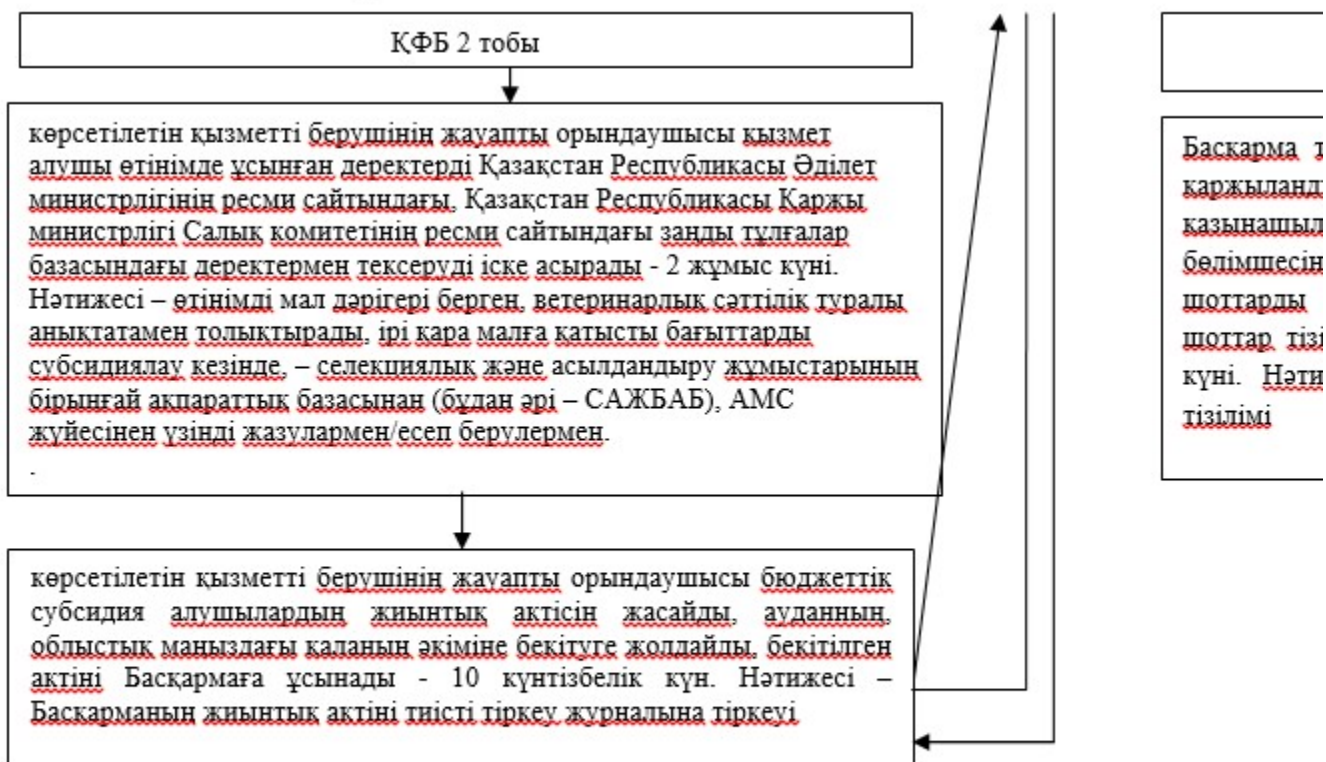 ҚФБ 2 тобы
көрсетілетін қызметті берушінің жауапты орындаушысы қызмет
алушы өтінімде ұсынған деректерді Қазақстан Республикасы Әділет
министрлігінің ресми сайтындағы, Қазақстан Республикасы Қаржы
министрлігі Салық комитетінің ресми сайтындағы заңды тұлғалар
базасындағы деректермен тексеруді іске асырады - 2 жұмыс күні.
Нәтижесі – өтінімді мал дәрігері берген, ветеринарлық сәттілік туралы
анықтамен толықтырады, ірі қара малға қатысты бағыттарды
субсидиялау кезінде, – селекциялық және асылдандыру жұмыстарының
бірыңғай ақпараттық базасынан (бұдан әрі – САЖБАБ), АМС
жүйесінен үзінді жазулармен/есеп берулермен.
.
көрсетілетін қызметті берушінің жауапты орындаушысы бюджеттік
субсидия алушылардың жиынтық актісін жасайды, ауданның,
облыстық маңыздағы қаланың әкіміне бекітуге жолдайды, бекітілген
актіні Басқармаға ұсынады - 10 күнтізбелік күн. Нәтижесі –
Басқарманың жиынтық актіні тиісті тіркеу журналына тіркеуі
Басқарма
шоттарды
шоттар
күні.
тізілімі